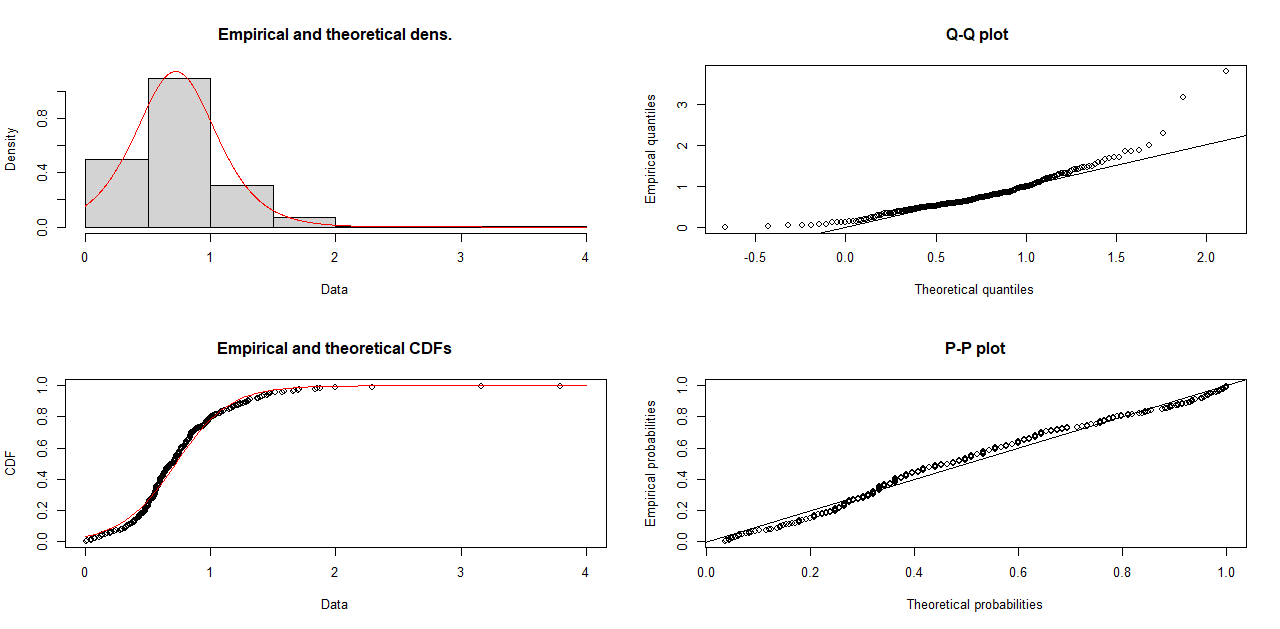 Empirical and theoretical dens.
Density
0.0
0.4
0.8
0 1 2 3 4
Data
Q-Q plot
Empirical quantiles
0
1
2
3
-0.5 0.0 0.5 1.0 1.5 2.0
Theoretical quantiles
Empirical and theoretical CDFs
CDF
0.0
0.2
0.4
0.6
0.8
1.0
0 1 2 3 4
Data
P-P plot
Empirical probabilities
0.0
0.2
0.4
0.6
0.8
1.0
0.0 0.2 0.4 0.6 0.8 1.0
Theoretical probabilities